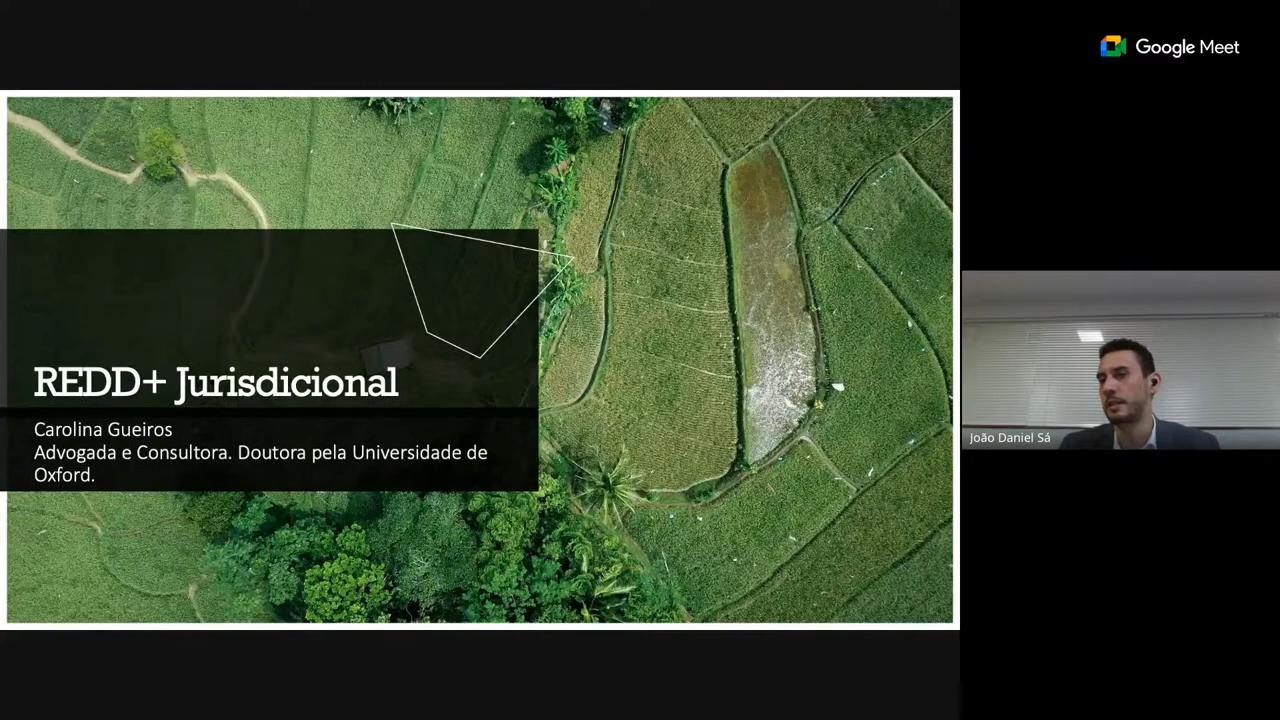 Google Meet
REDD+ Jurisdicional
Carolina Gueiros
Advogada e Consultora. Doutora pela Universidade de
Oxford.
João Daniel Sá